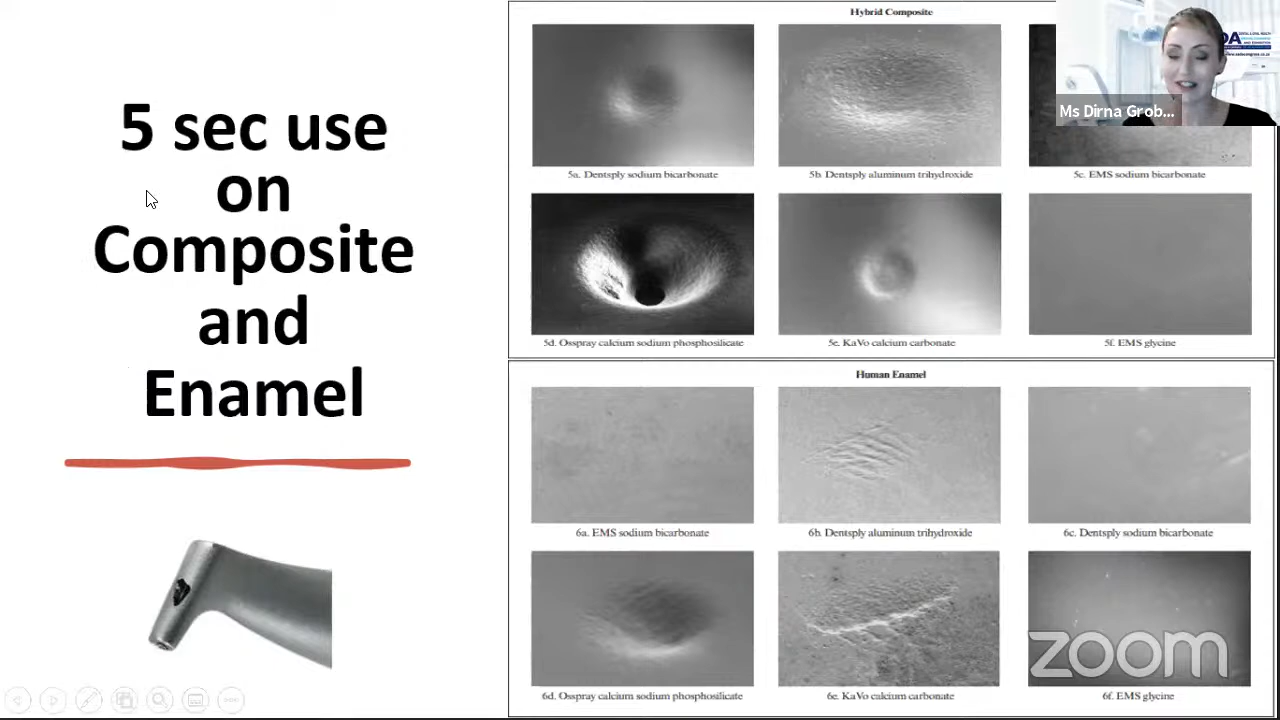 5 sec use
on
Composite
and
Enamel
Hybrid Composite
5a. Dentsply sodium bicarbonate
5b. Dentsply aluminum trihydroxide
5c. EMS sodium bicarbonate
5d. Osspray calcium sodium phosphosilicate
5e. KaVo calcium carbonate
5f. EMS glycine
Human Enamel
6a. EMS sodium bicarbonate
6b. Dentsply aluminum trihydroxide
6c. Dentsply sodium bicarbonate
6d. Osspray calcium sodium phosphosilicate
6e. KaVo calcium carbonate
6f. EMS glycine
Ms Dirna Grob...
zoom